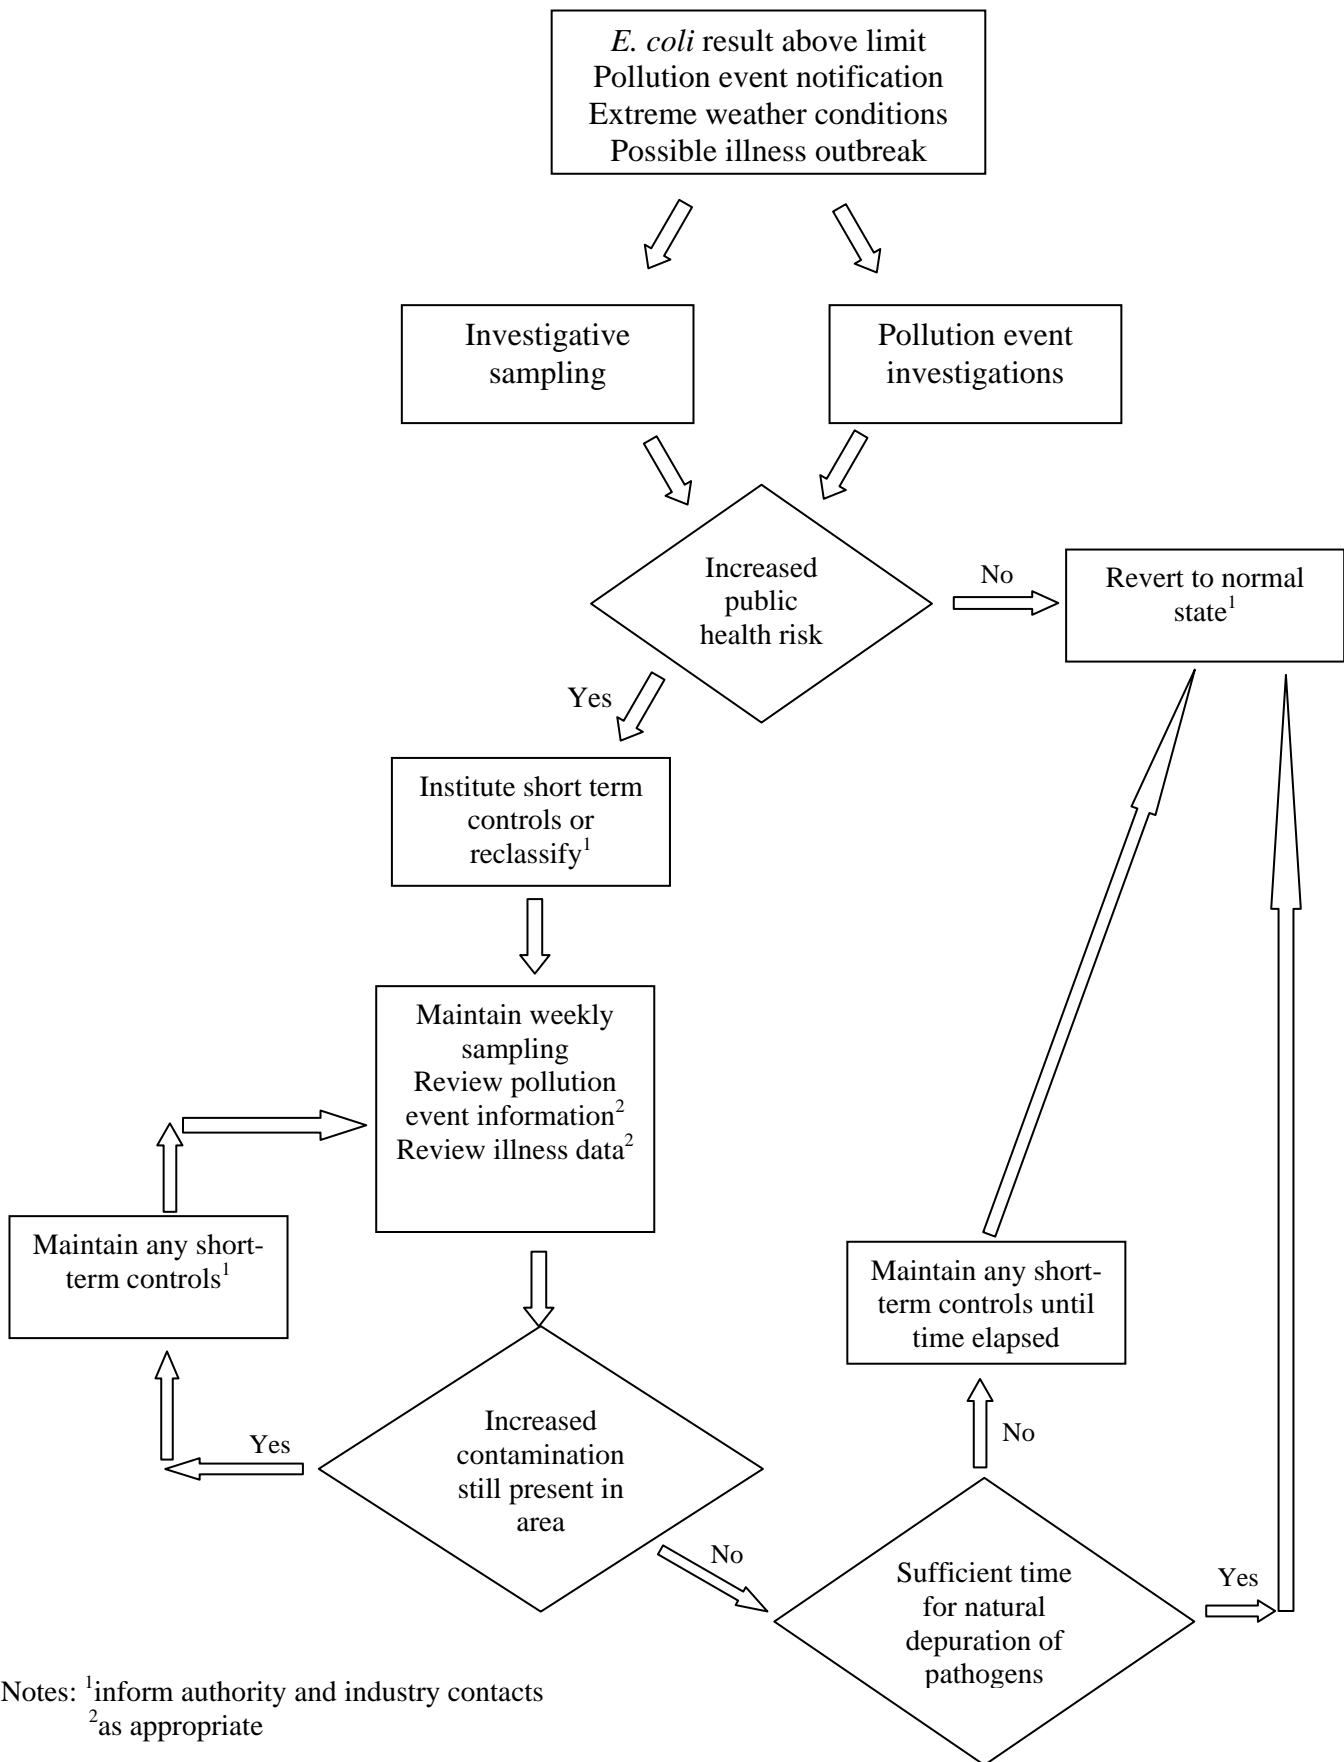 E. coli result above limit
Pollution event notification
Extreme weather conditions
Possible illness outbreak
Investigative
sampling
Pollution event
investigations
Increased
public
health risk
No
Revert to normal
state¹
Yes
Institute short term
controls or
reclassify¹
Maintain weekly
sampling
Review pollution
event information²
Review illness data²
Maintain any short-
term controls¹
Maintain any short-
term controls until
time elapsed
Increased
contamination
still present in
area
Yes
No
No
Sufficient time
for natural
depuration of
pathogens
Yes
Notes: ¹inform authority and industry contacts
²as appropriate